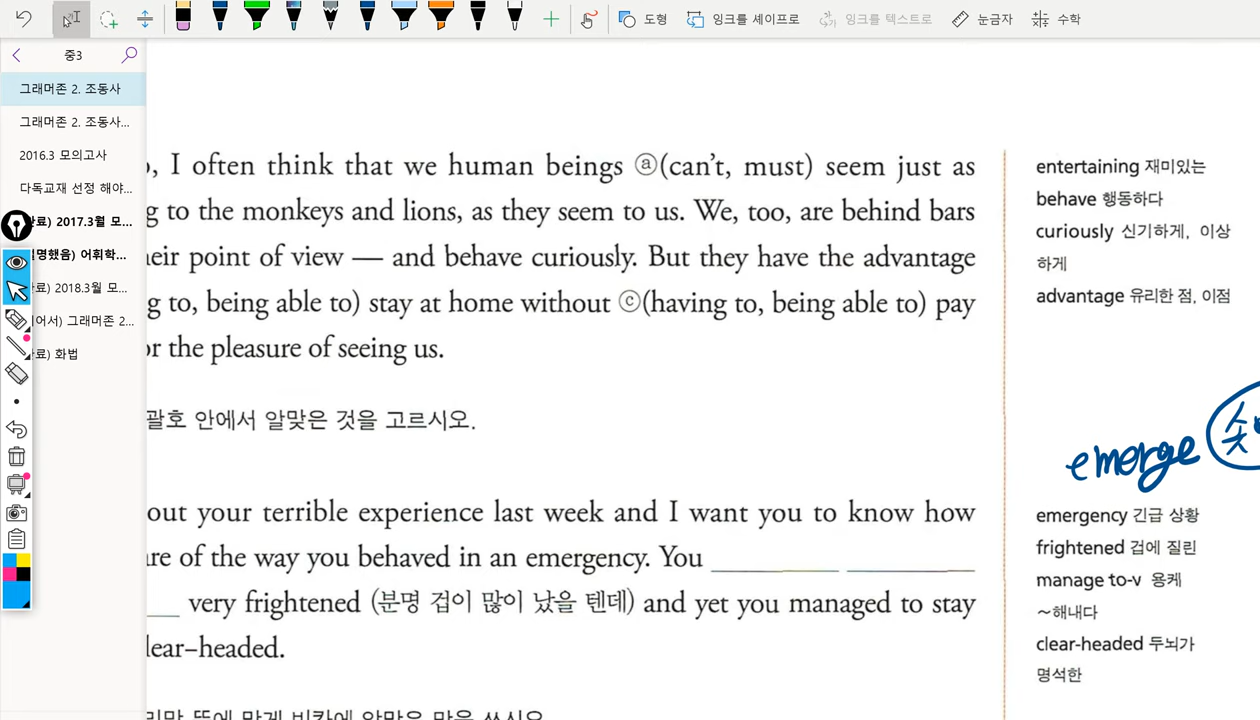 도형
잉크를 셰이프로
잉크를 텍스트로
눈금자
수학
중3
그래머존 2. 조동사
그래머존 2. 조동사...
2016.3 모의고사
다독교재 선정 해야...
료) 2017.3월 모...
명했음) 어휘학...
료) 2018.3월 모...
어서) 그래머존 2...
료) 화법
o, I often think that we human beings ⓐ(can't, must) seem just as
g to the monkeys and lions, as they seem to us. We, too, are behind bars
heir point of view — and behave curiously. But they have the advantage
g to, being able to) stay at home without ⓒ(having to, being able to) pay
or the pleasure of seeing us.
괄호 안에서 알맞은 것을 고르시오.
out your terrible experience last week and I want you to know how
re of the way you behaved in an emergency. You
very frightened (분명 겁이 많이 났을 텐데) and yet you managed to stay
lear–headed.
entertaining 재미있는
behave 행동하다
curiously 신기하게, 이상
하게
advantage 유리한 점, 이점
emerge
emergency 긴급 상황
frightened 겁에 질린
manage to-v 용케
~해내다
clear-headed 두뇌가
명석한